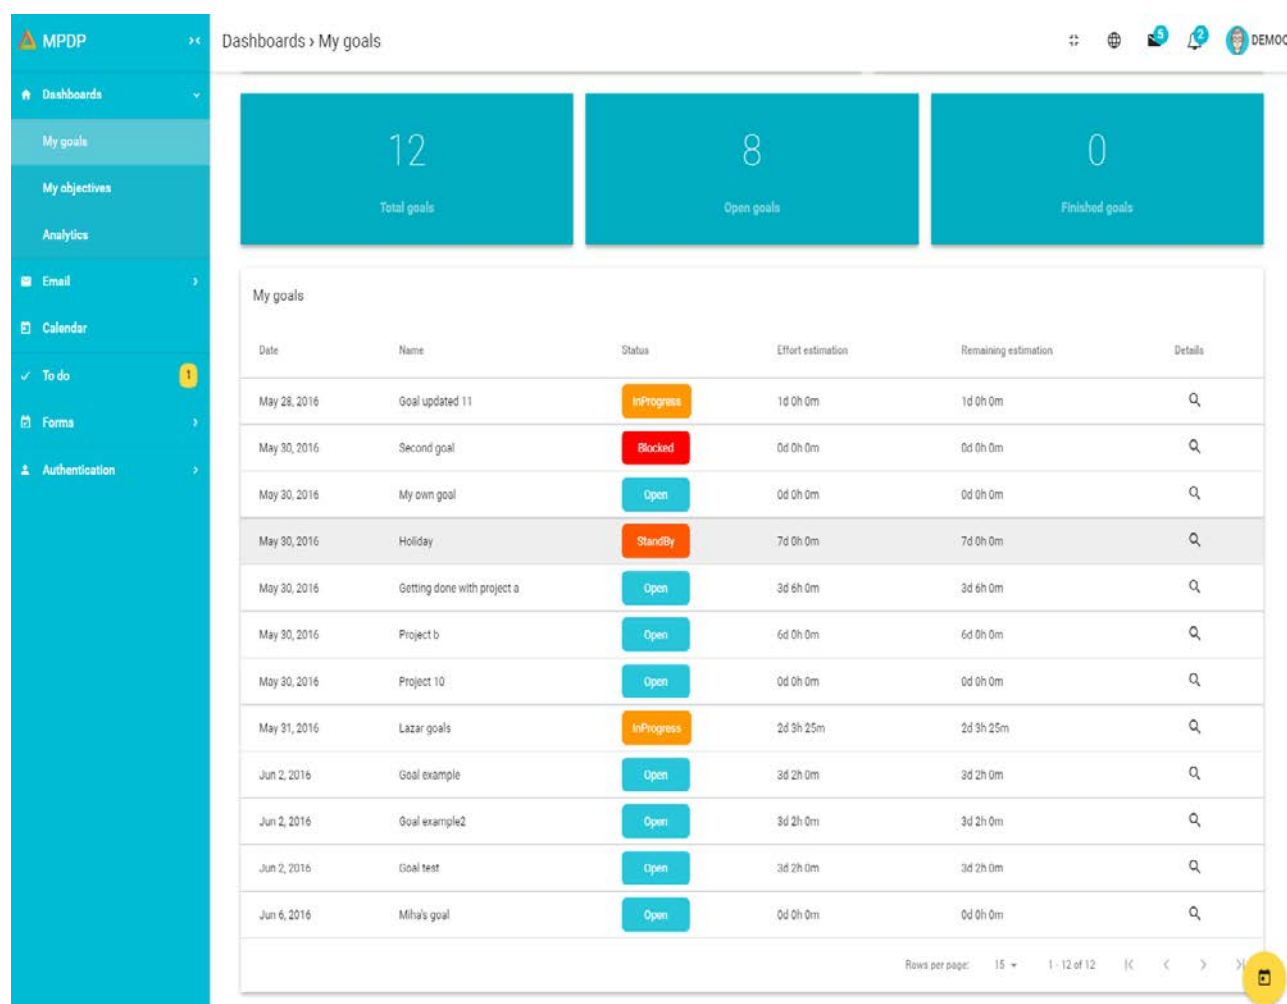 MPDP
Dashboards › My goals
5
2
Dashboards
My goals
My objectives
Analytics
Email
Calendar
To do 1
Forms
Authentication
12
Total goals
8
Open goals
0
Finished goals
My goals
Date Name Status Effort estimation Remaining estimation Details
May 28, 2016 Goal updated 11 InProgress 1d 0h 0m 1d 0h 0m
May 30, 2016 Second goal Blocked 0d 0h 0m 0d 0h 0m
May 30, 2016 My own goal Open 0d 0h 0m 0d 0h 0m
May 30, 2016 Holiday StandBy 7d 0h 0m 7d 0h 0m
May 30, 2016 Getting done with project a Open 3d 6h 0m 3d 6h 0m
May 30, 2016 Project b Open 6d 0h 0m 6d 0h 0m
May 30, 2016 Project 10 Open 0d 0h 0m 0d 0h 0m
May 31, 2016 Lazar goals InProgress 2d 3h 25m 2d 3h 25m
Jun 2, 2016 Goal example Open 3d 2h 0m 3d 2h 0m
Jun 2, 2016 Goal example2 Open 3d 2h 0m 3d 2h 0m
Jun 2, 2016 Goal test Open 3d 2h 0m 3d 2h 0m
Jun 6, 2016 Miha's goal Open 0d 0h 0m 0d 0h 0m
Rows per page: 15 1 - 12 of 12